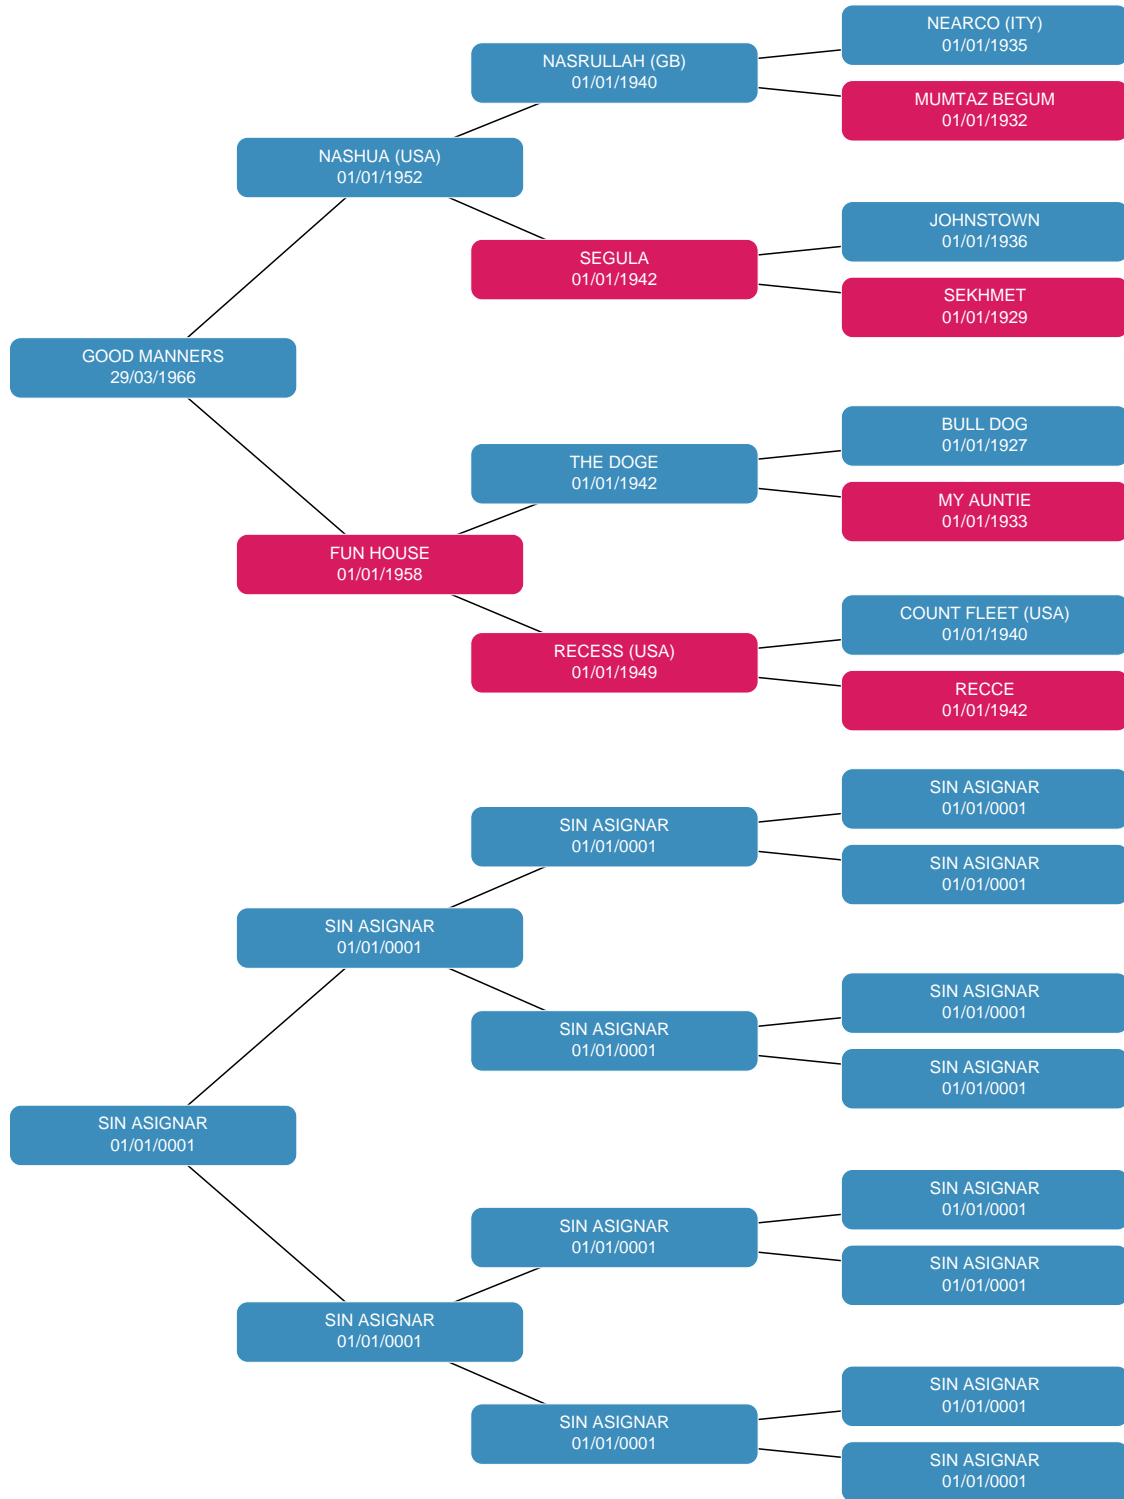 NEARCO (ITY)
01/01/1935
NASRULLAH (GB)
01/01/1940
MUMTAZ BEGUM
01/01/1932
NASHUA (USA)
01/01/1952
JOHNSTOWN
01/01/1936
SEGULA
01/01/1942
SEKHMET
01/01/1929
GOOD MANNERS
29/03/1966
BULL DOG
01/01/1927
THE DOGE
01/01/1942
MY AUNTIE
01/01/1933
FUN HOUSE
01/01/1958
COUNT FLEET (USA)
01/01/1940
RECESS (USA)
01/01/1949
RECCE
01/01/1942
SIN ASIGNAR
01/01/0001
SIN ASIGNAR
01/01/0001
SIN ASIGNAR
01/01/0001
SIN ASIGNAR
01/01/0001
SIN ASIGNAR
01/01/0001
SIN ASIGNAR
01/01/0001
SIN ASIGNAR
01/01/0001
SIN ASIGNAR
01/01/0001
SIN ASIGNAR
01/01/0001
SIN ASIGNAR
01/01/0001
SIN ASIGNAR
01/01/0001
SIN ASIGNAR
01/01/0001
SIN ASIGNAR
01/01/0001
SIN ASIGNAR
01/01/0001
SIN ASIGNAR
01/01/0001